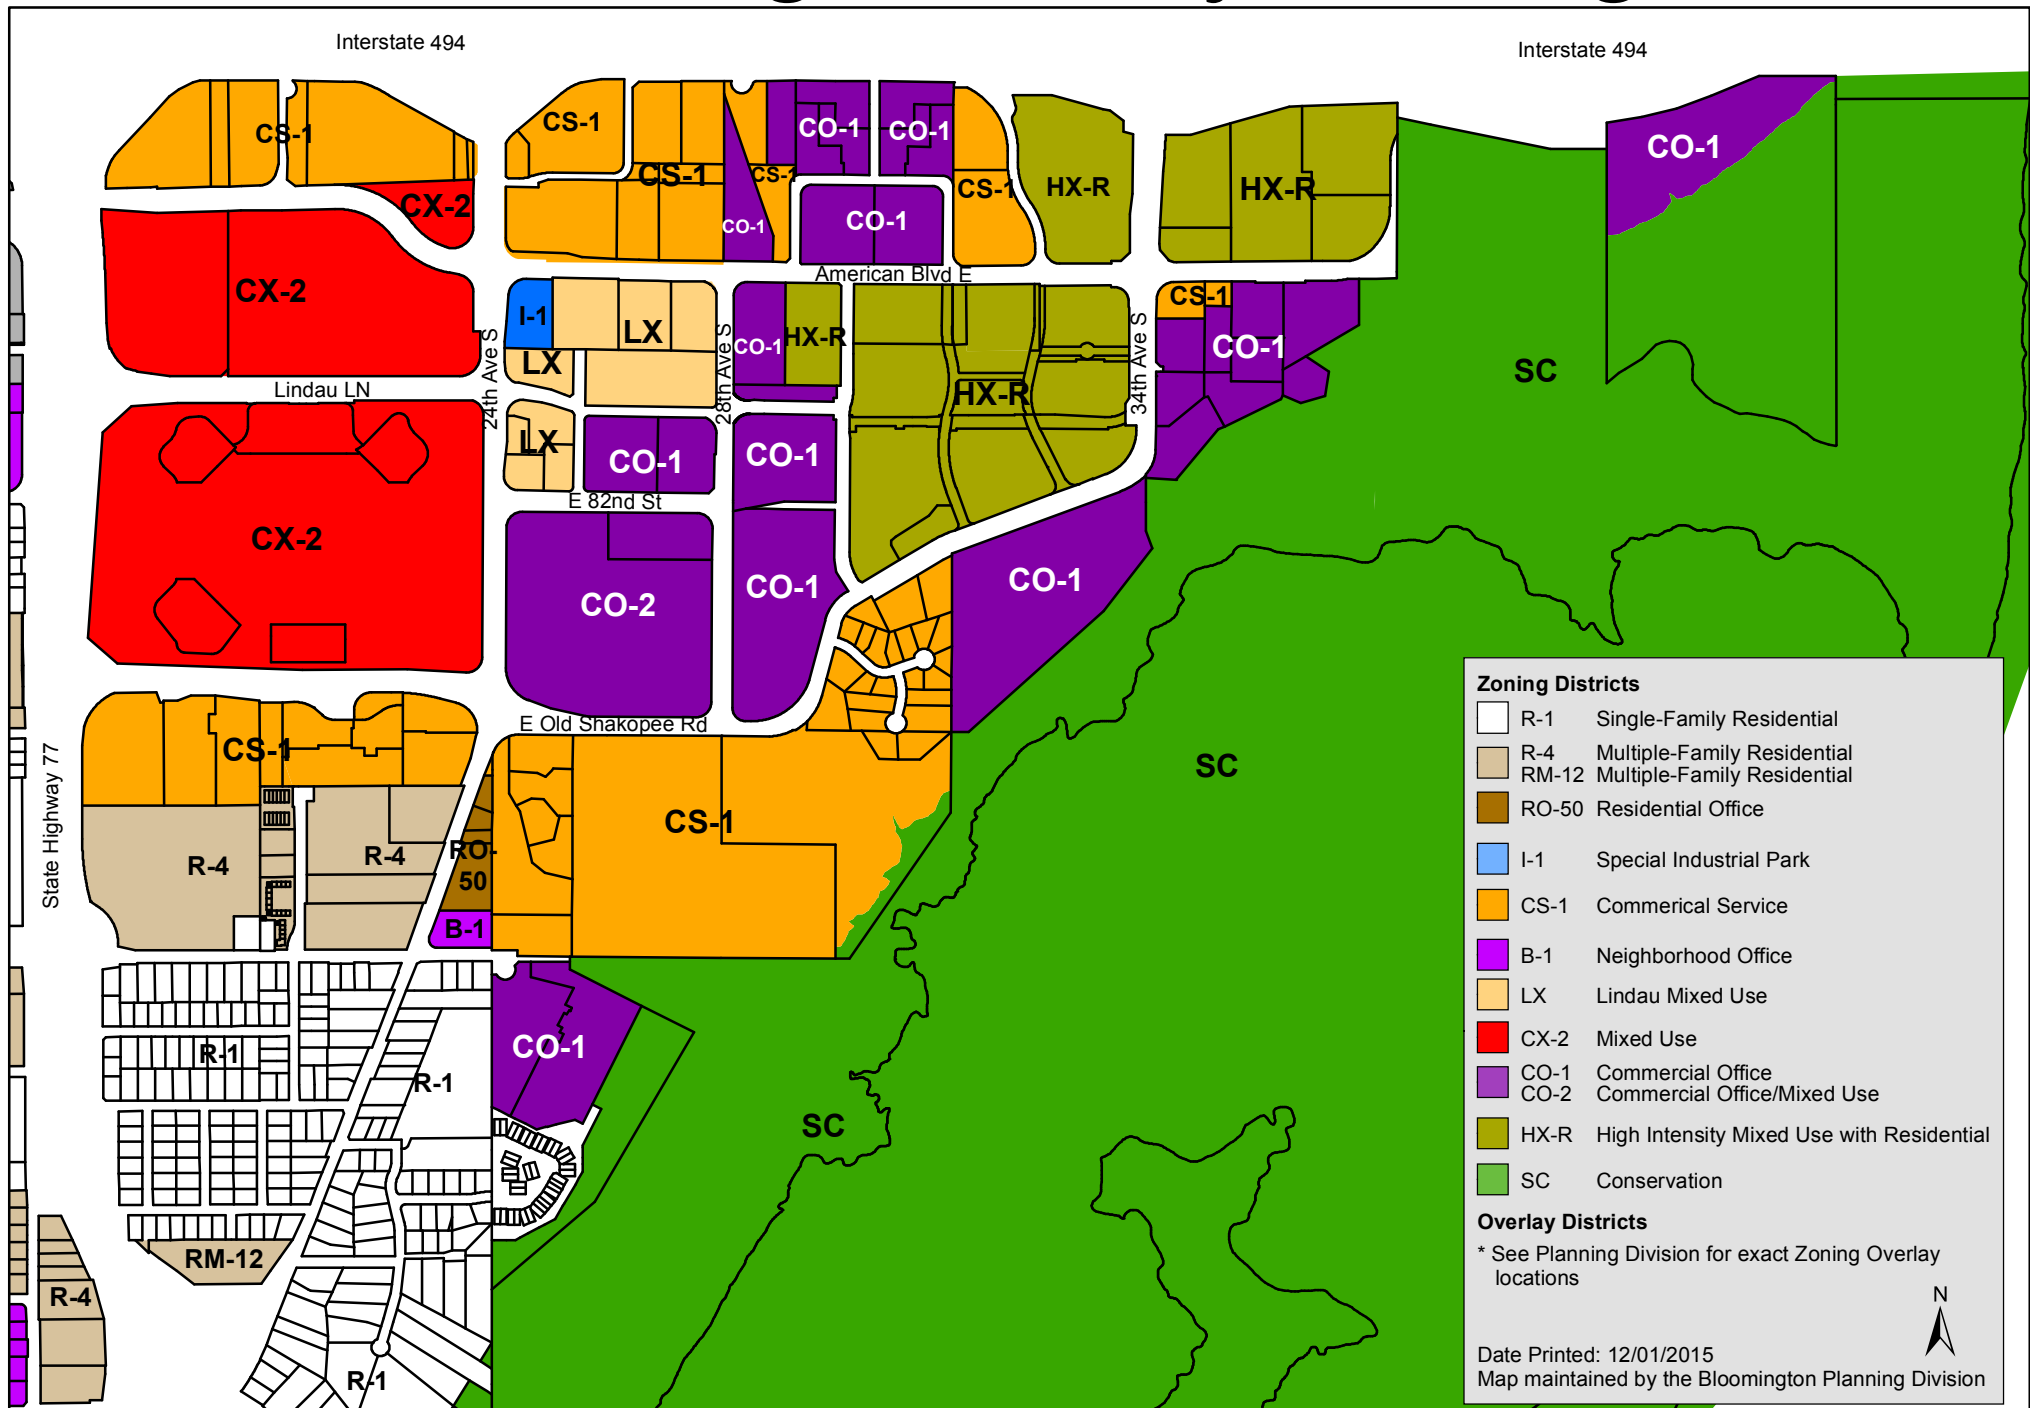 Interstate 494
Interstate 494
CS-1
CS-1
CO-1
CO-1
CO-1
CS-1
CS-1
CS-1
HX-R
HX-R
CX-2
CO-1
CO-1
American Blvd E
CX-2
I-1
LX
CS-1
CO-1
HX-R
CO-1
LX
24th Ave S
28th Ave S
34th Ave S
SC
Lindau LN
HX-R
LX
CO-1
CO-1
E 82nd St
CX-2
CO-2
CO-1
CO-1
E Old Shakopee Rd
CS-1
State Highway 77
SC
CS-1
R-4
R-4
RO-
50
B-1
CO-1
R-1
R-1
SC
RM-12
R-4
R-1
Zoning Districts
R-1 Single-Family Residential
R-4 Multiple-Family Residential
RM-12 Multiple-Family Residential
RO-50 Residential Office
I-1 Special Industrial Park
CS-1 Commerical Service
B-1 Neighborhood Office
LX Lindau Mixed Use
CX-2 Mixed Use
CO-1 Commercial Office
CO-2 Commercial Office/Mixed Use
HX-R High Intensity Mixed Use with Residential
SC Conservation
Overlay Districts
* See Planning Division for exact Zoning Overlay
locations
N
Date Printed: 12/01/2015
Map maintained by the Bloomington Planning Division